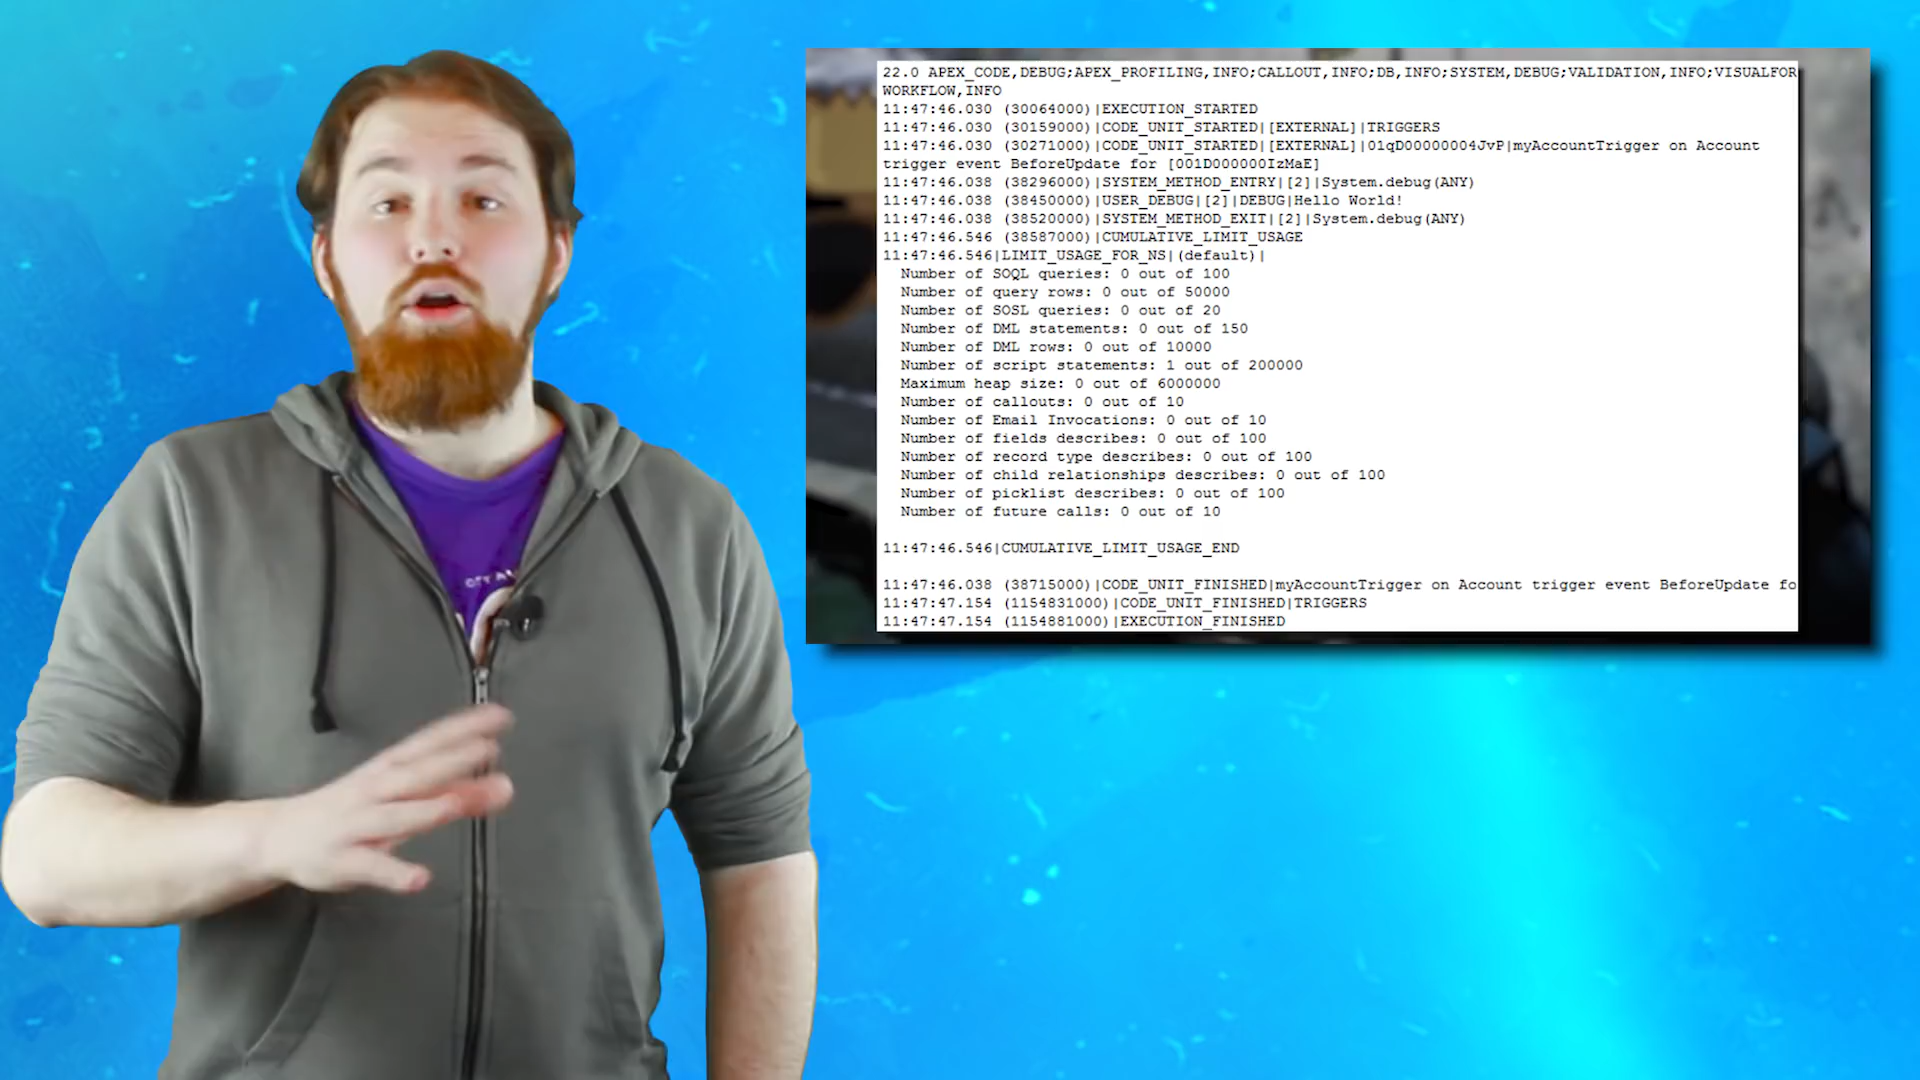 22.0 APEX_CODE,DEBUG;APEX_PROFILING,INFO;CALLOUT,INFO;DB,INFO;SYSTEM,DEBUG;VALIDATION,INFO;VISUALFOR
WORKFLOW,INFO
11:47:46.030 (30064000)|EXECUTION_STARTED
11:47:46.030 (30159000)|CODE_UNIT_STARTED|[EXTERNAL]|TRIGGERS
11:47:46.030 (30271000)|CODE_UNIT_STARTED|[EXTERNAL]|01qD00000004JvP|myAccountTrigger on Account
trigger event BeforeUpdate for [001D000000IzMaE]
11:47:46.038 (38296000)|SYSTEM_METHOD_ENTRY|[2]|System.debug(ANY)
11:47:46.038 (38450000)|USER_DEBUG|[2]|DEBUG|Hello World!
11:47:46.038 (38520000)|SYSTEM_METHOD_EXIT|[2]|System.debug(ANY)
11:47:46.546 (38587000)|CUMULATIVE_LIMIT_USAGE
11:47:46.546|LIMIT_USAGE_FOR_NS|(default)|
Number of SOQL queries: 0 out of 100
Number of query rows: 0 out of 50000
Number of SOSL queries: 0 out of 20
Number of DML statements: 0 out of 150
Number of DML rows: 0 out of 10000
Number of script statements: 1 out of 200000
Maximum heap size: 0 out of 6000000
Number of callouts: 0 out of 10
Number of Email Invocations: 0 out of 10
Number of fields describes: 0 out of 100
Number of record type describes: 0 out of 100
Number of child relationships describes: 0 out of 100
Number of picklist describes: 0 out of 100
Number of future calls: 0 out of 10
11:47:46.546|CUMULATIVE_LIMIT_USAGE_END
11:47:46.038 (38715000)|CODE_UNIT_FINISHED|myAccountTrigger on Account trigger event BeforeUpdate fo
11:47:47.154 (1154831000)|CODE_UNIT_FINISHED|TRIGGERS
11:47:47.154 (1154881000)|EXECUTION_FINISHED